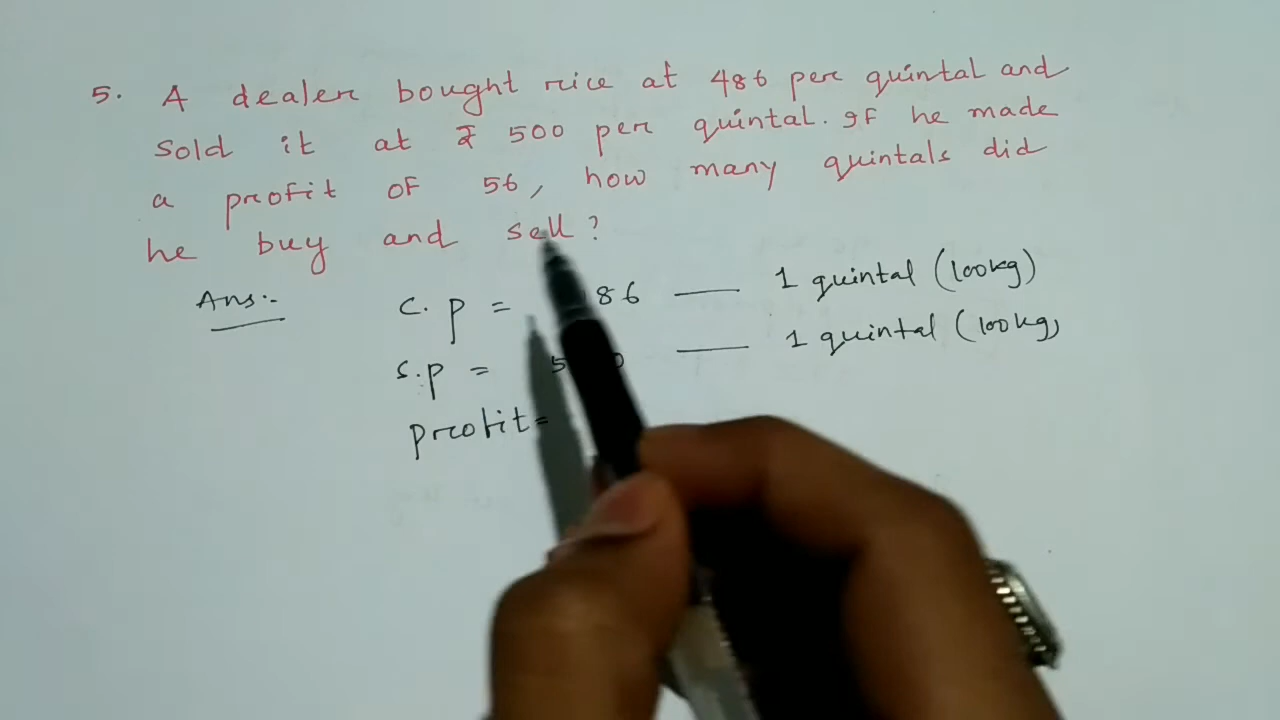 5. A dealer bought rice at 486 per quintal and
sold it at ₹ 500 per quintal. If he made
a profit of 56, how many quintals did
he buy and sell?
Ans:-
C. p = 86 — 1 quintal (100kg)
S.p = 5 0 — 1 quintal (100kg)
profit=